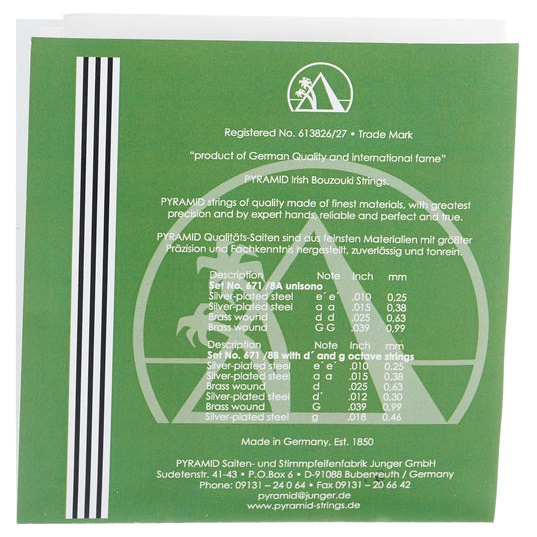 Registered No. 613826/27 • Trade Mark
"product of German Quality and international fame"
PYRAMID Irish Bouzouki Strings.
PYRAMID strings of quality made of finest materials, with greatest
precision and by expert hands, reliable and perfect and true.
PYRAMID Qualitäts-Saiten sind aus feinsten Materialien mit größter
Präzision und Fachkenntnis hergestellt, zuverlässig und tonrein.
Description Note Inch mm
Set No. 671 /8A unisono
Silver-plated steel e´ e´ .010 0,25
Silver-plated steel a a .015 0,38
Brass wound d d .025 0,63
Brass wound G G .039 0,99
Description Note Inch mm
Set No. 671 /8B with d´ and g octave strings
Silver-plated steel e´ e´ .010 0,25
Silver-plated steel a a .015 0,38
Brass wound d .025 0,63
Silver-plated steel d´ .012 0,30
Brass wound G .039 0,99
Silver-plated steel g .018 0,46
Made in Germany, Est. 1850
PYRAMID Saiten- und Stimmpfeifenfabrik Junger GmbH
Sudetenstr. 41-43 • P.O.Box 6 • D-91088 Bubenreuth / Germany
Phone: 09131 – 24 0 64 • Fax 09131 – 20 66 42
pyramid@junger.de
www.pyramid-strings.de